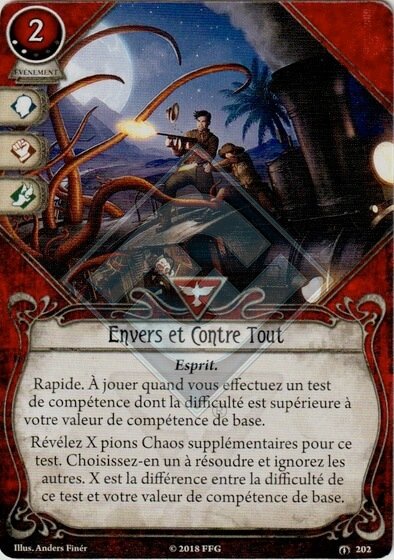 2
ÉVÉNEMENT
Envers et Contre Tout
Esprit.
Rapide. À jouer quand vous effectuez un test
de compétence dont la difficulté est supérieure à
votre valeur de compétence de base.
Révélez X pions Chaos supplémentaires pour ce
test. Choisissez-en un à résoudre et ignorez les
autres. X est la différence entre la difficulté de
ce test et votre valeur de compétence de base.
Illus. Anders Finér © 2018 FFG 202